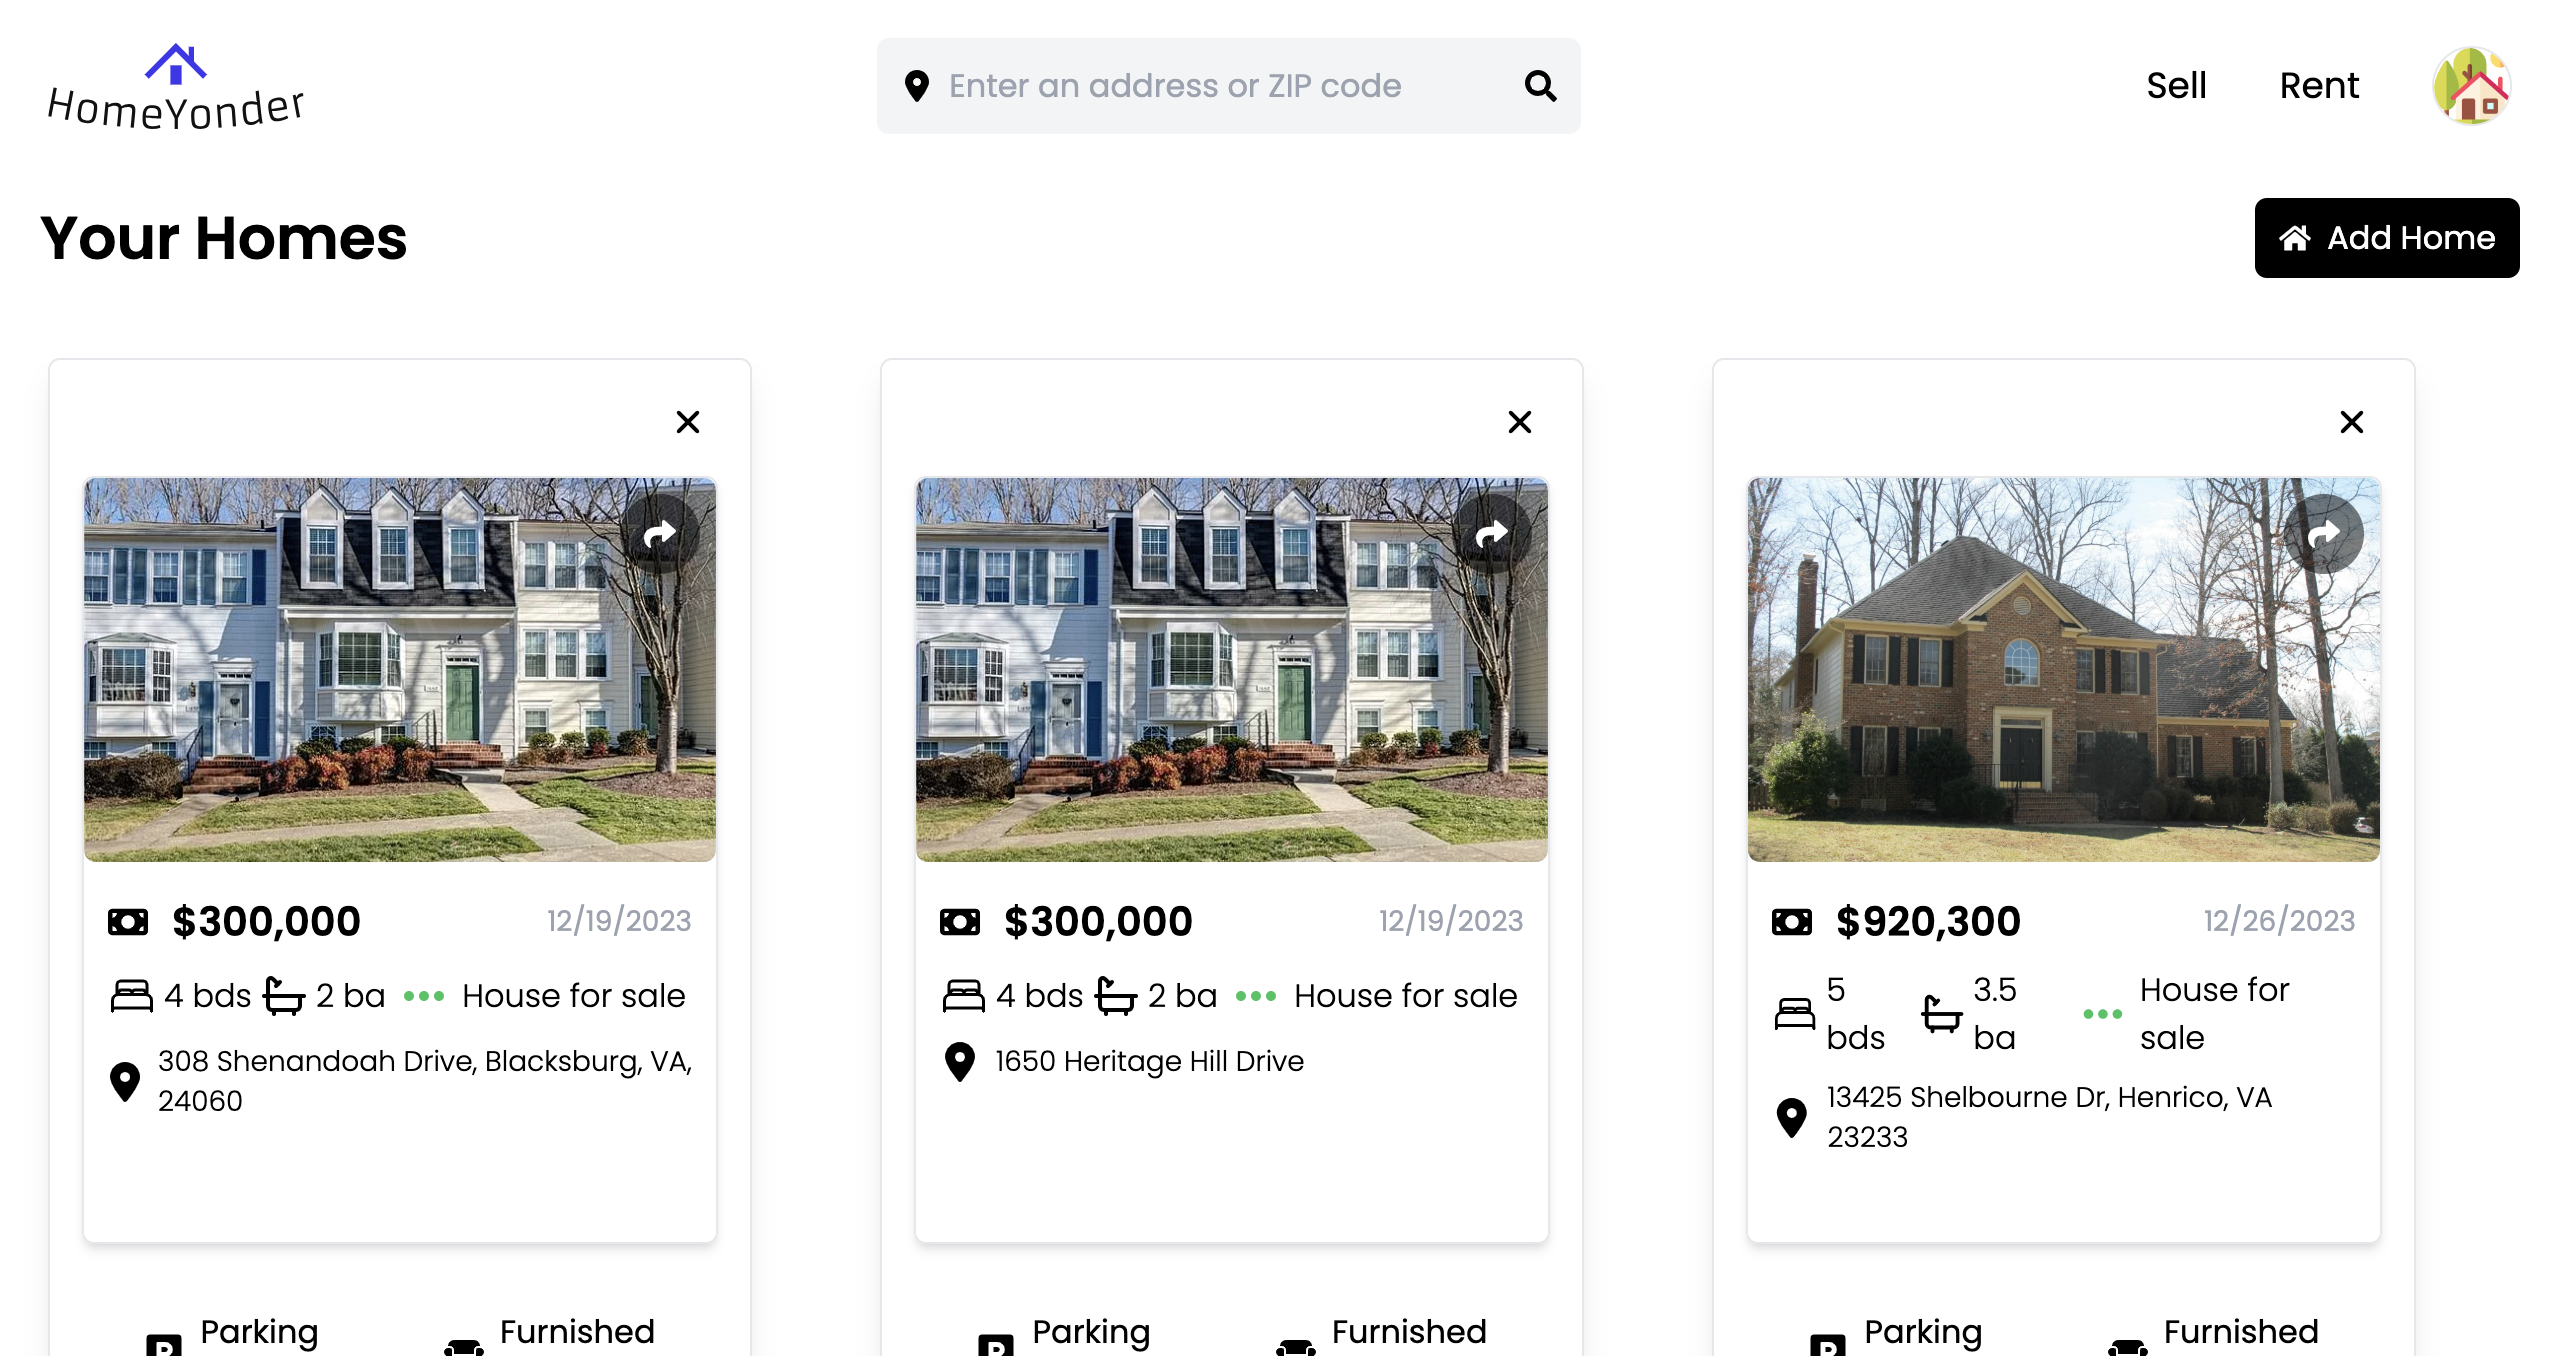 HomeYonder
Enter an address or ZIP code
Sell
Rent
Your Homes
Add Home
$300,000
12/19/2023
4 bds
2 ba
House for sale
308 Shenandoah Drive, Blacksburg, VA,
24060
Parking
Furnished
$300,000
12/19/2023
4 bds
2 ba
House for sale
1650 Heritage Hill Drive
Parking
Furnished
$920,300
12/26/2023
5
bds
3.5
ba
House for
sale
13425 Shelbourne Dr, Henrico, VA
23233
Parking
Furnished